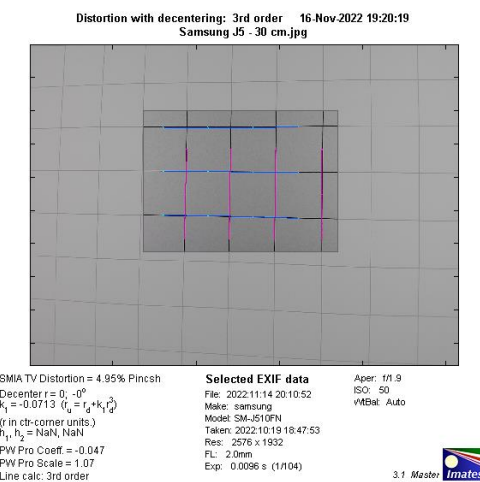 Distortion with decentering: 3rd order 16-Nov-2022 19:20:19
Samsung J5 - 30 cm.jpg
SMIA TV Distortion = 4.95% Pincsh
Decenter r = 0; -0°
k1 = -0.0713 (ru = rd+k1rd3)
(r in ctr-corner units.)
h1, h2 = NaN, NaN
PW Pro Coeff. = -0.047
PW Pro Scale = 1.07
Line calc: 3rd order
Selected EXIF data
File: 2022:11:14 20:10:52
Make: samsung
Model: SM-J510FN
Taken: 2022:10:19 18:47:53
Res: 2576 x 1932
FL: 2.0mm
Exp: 0.0096 s (1/104)
Aper: f/1.9
ISO: 50
WtBal: Auto
3.1 Master
Imates